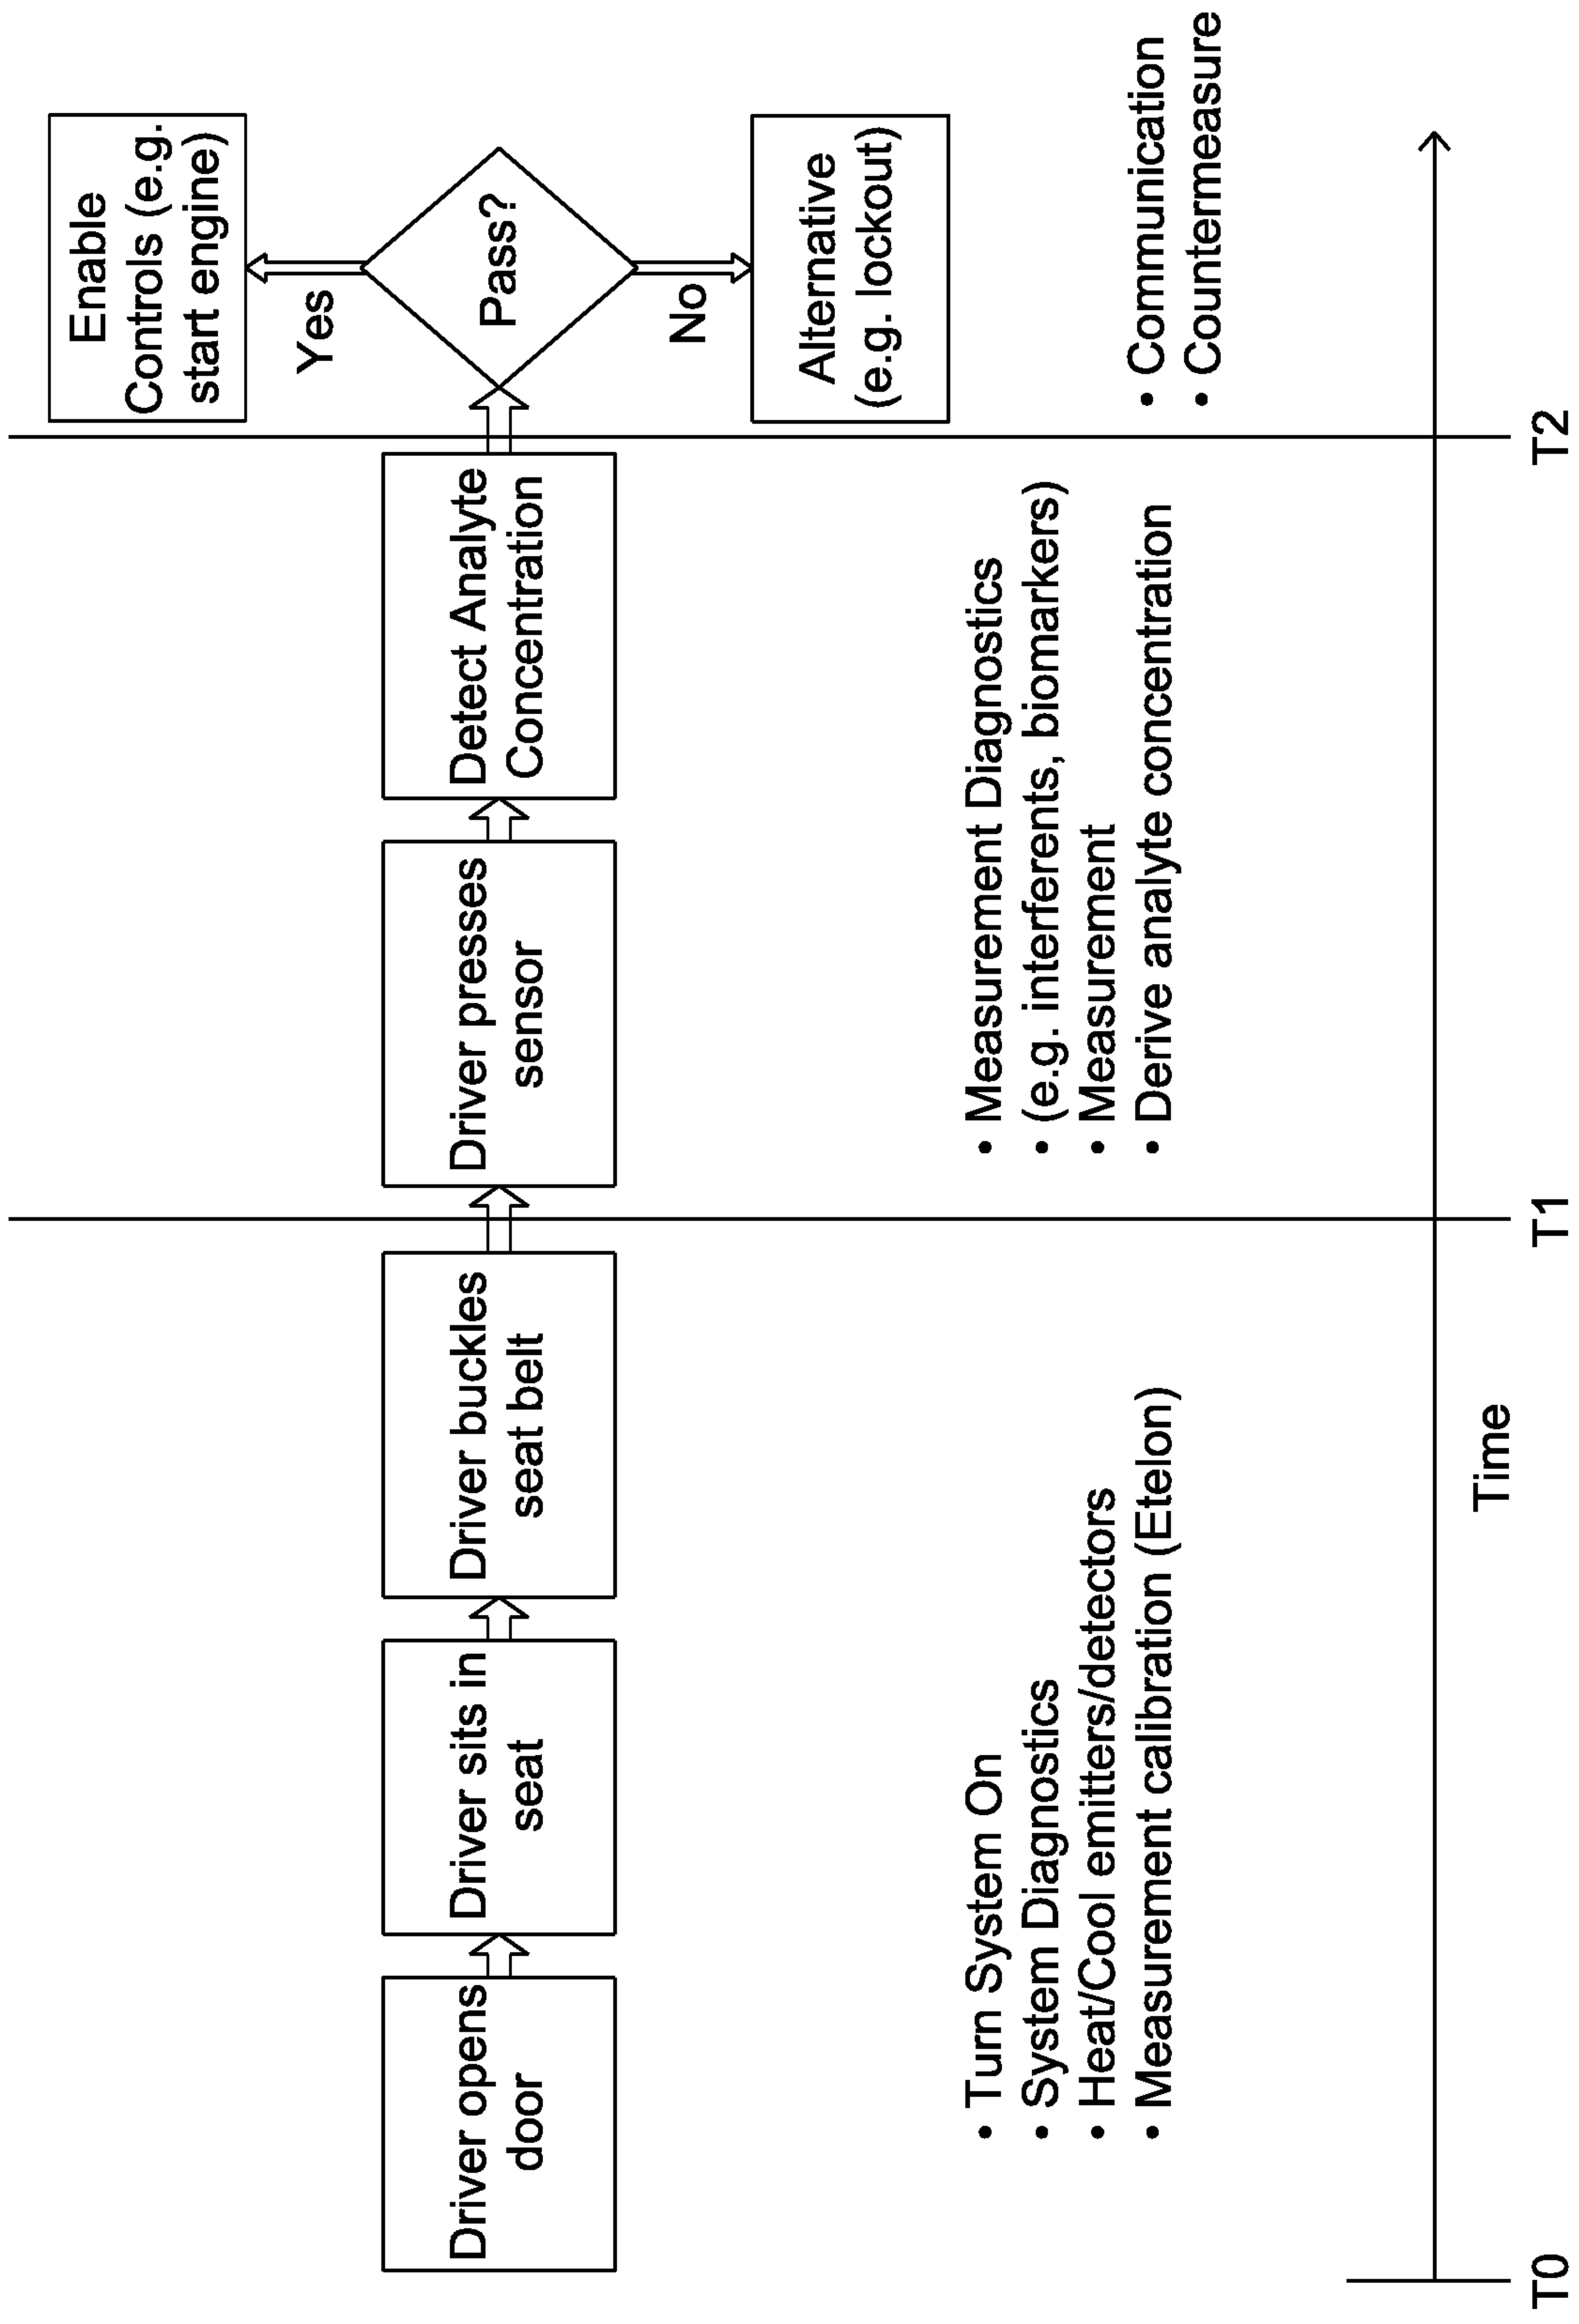 Driver opens
door
Driver sits in
seat
Driver buckles
seat belt
Driver presses
sensor
Detect Analyte
Concentration
Pass?
Yes
Enable
Controls (e.g.
start engine)
No
Alternative
(e.g. lockout)
• Turn System On
• System Diagnostics
• Heat/Cool emitters/detectors
• Measurement calibration (Etelon)
• Measurement Diagnostics
• (e.g. interferents, biomarkers)
• Measurement
• Derive analyte concentration
• Communication
• Countermeasure
Time
T0
T1
T2